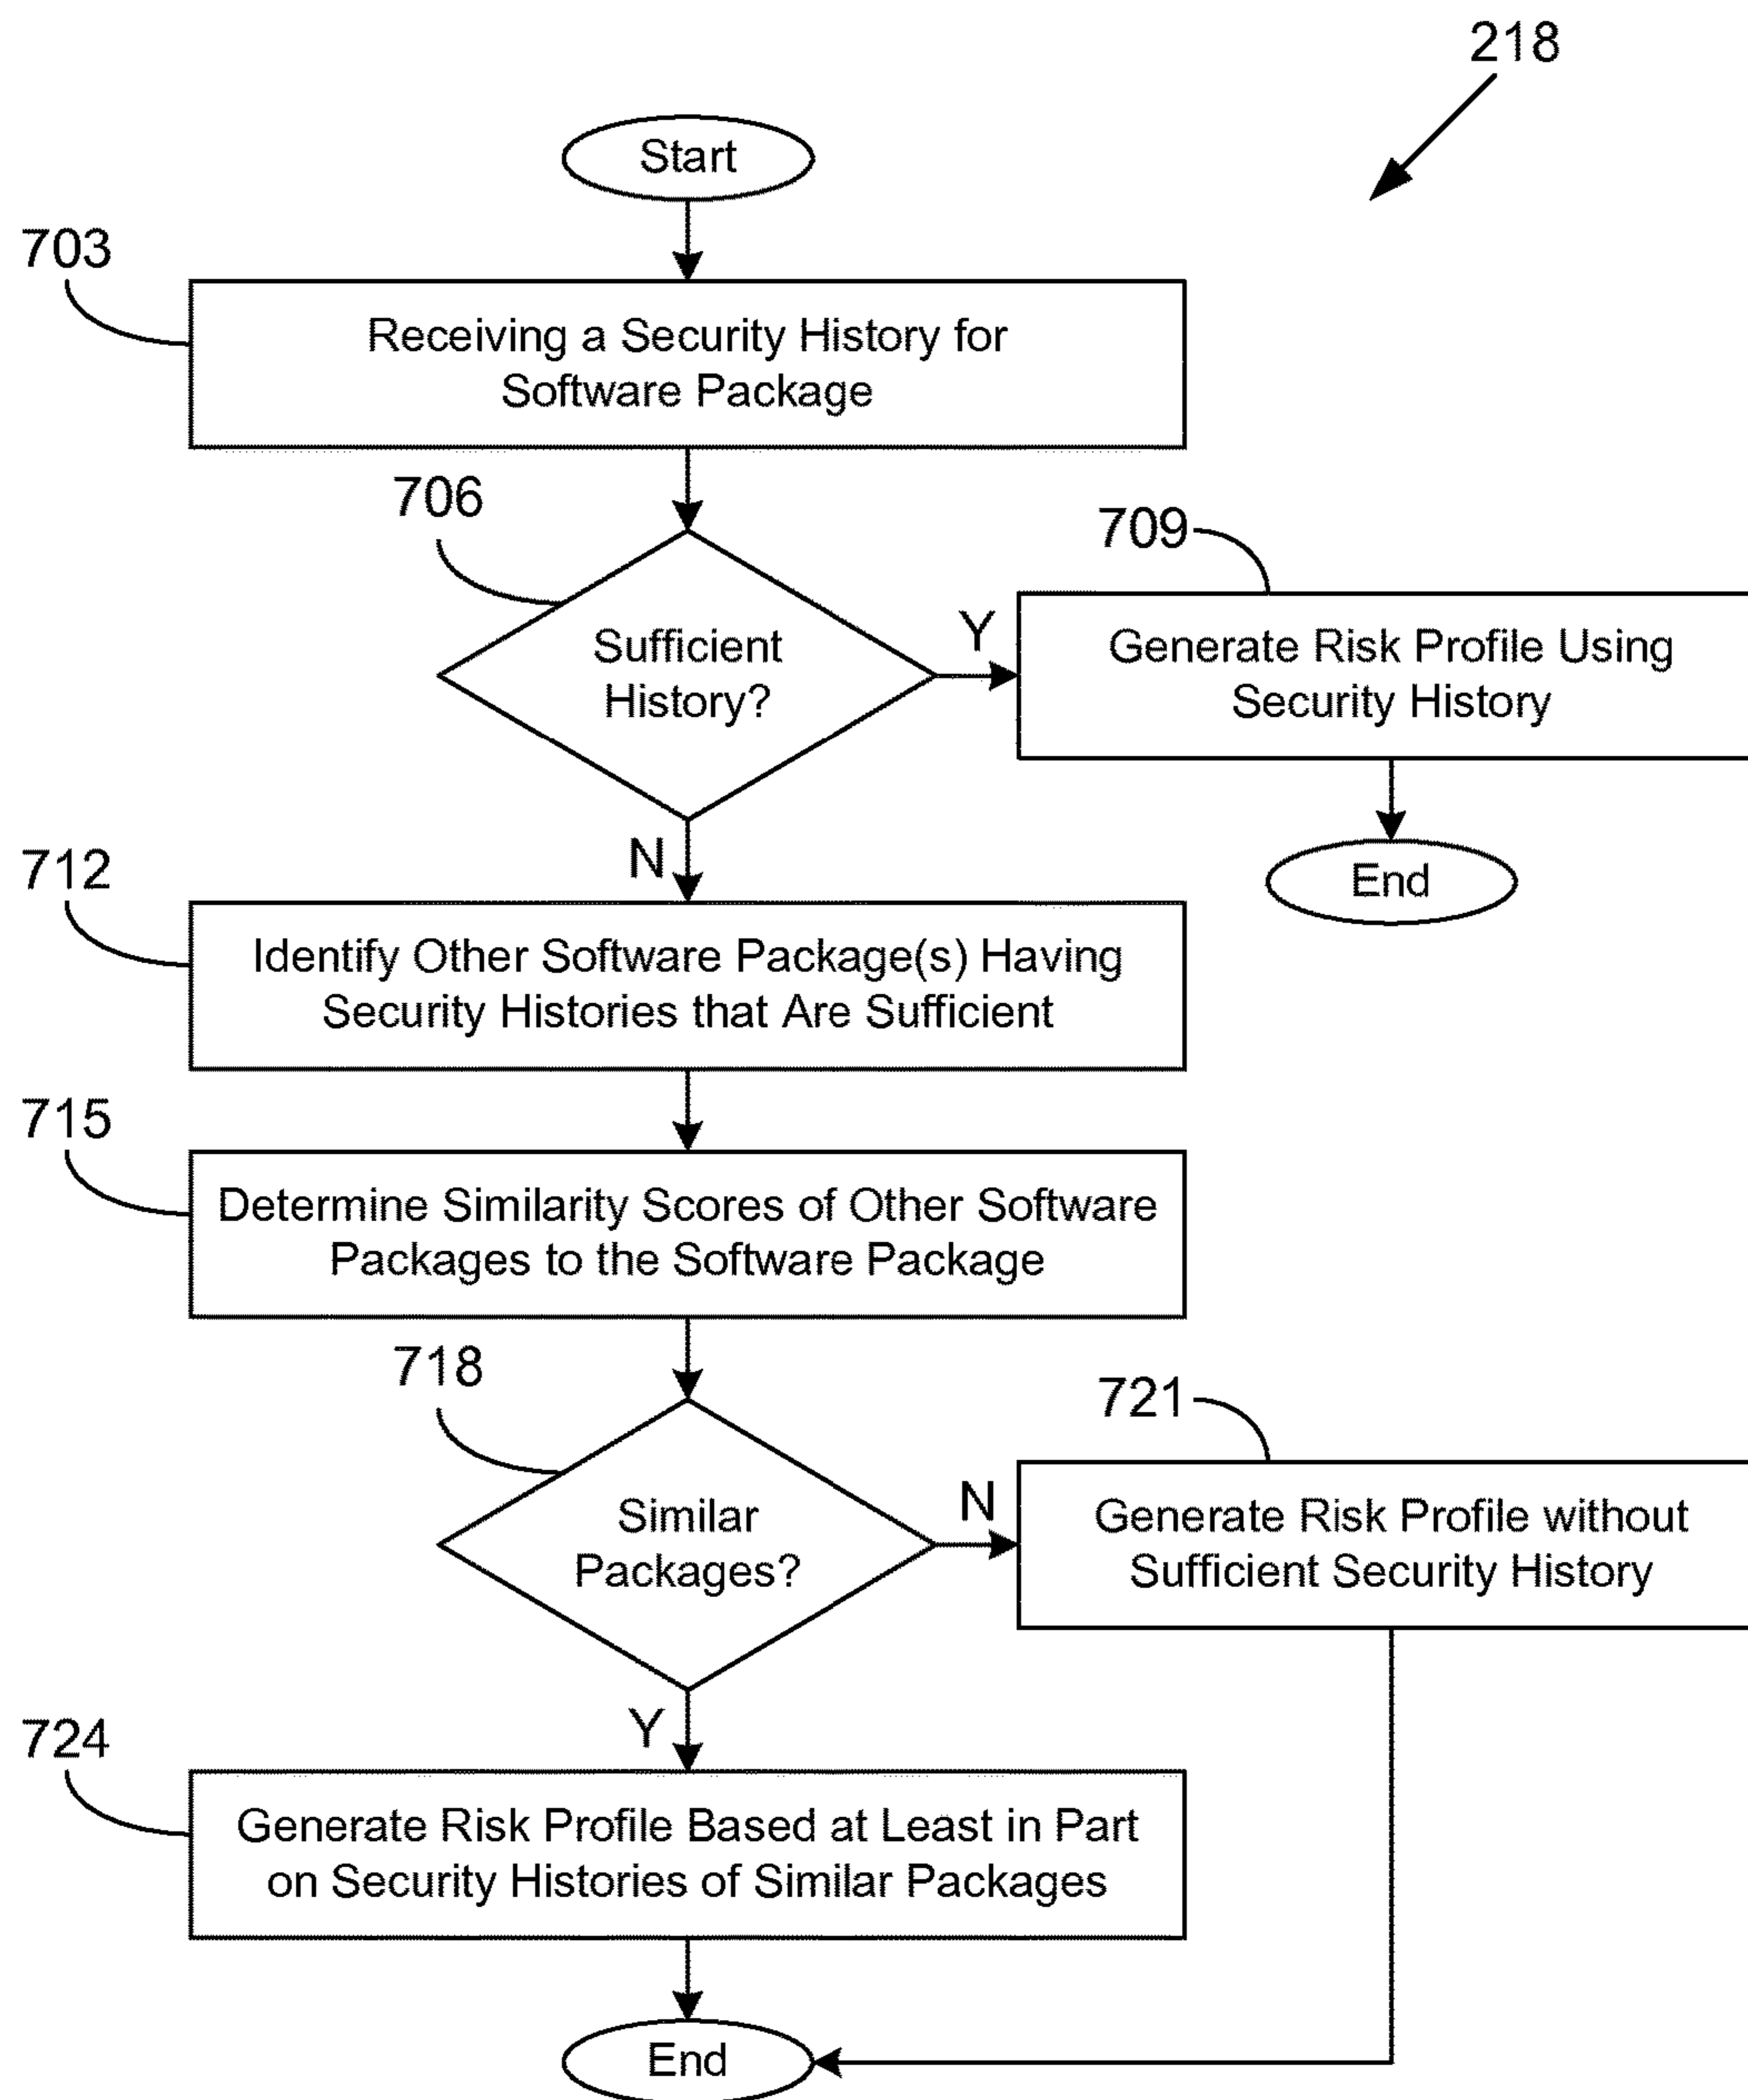 218
Start
703
Receiving a Security History for
Software Package
706
Sufficient
History?
Y
709
Generate Risk Profile Using
Security History
End
N
712
Identify Other Software Package(s) Having
Security Histories that Are Sufficient
715
Determine Similarity Scores of Other Software
Packages to the Software Package
718
Similar
Packages?
N
721
Generate Risk Profile without
Sufficient Security History
Y
724
Generate Risk Profile Based at Least in Part
on Security Histories of Similar Packages
End